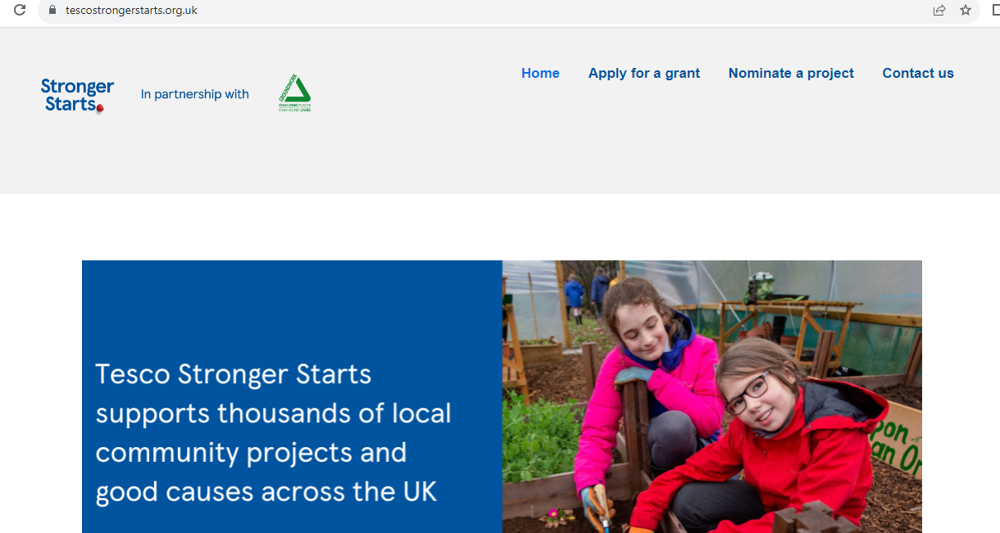 tescostrongerstarts.org.uk
Home Apply for a grant Nominate a project Contact us
Stronger
Starts
In partnership with
GROUNDWORK
CHANGING PLACES
CHANGING LIVES
Tesco Stronger Starts
supports thousands of local
community projects and
good causes across the UK